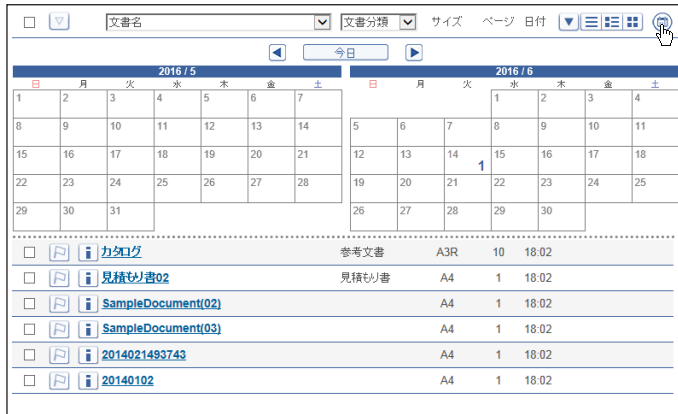 文書名 文書分類 サイズ ページ 日付
今日
2016 / 5 2016 / 6
日 月 火 水 木 金 土 日 月 火 水 木 金 土
1 2 3 4 5 6 7 1 2 3 4
8 9 10 11 12 13 14 5 6 7 8 9 10 11
15 16 17 18 19 20 21 12 13 14 1 15 16 17 18
22 23 24 25 26 27 28 19 20 21 22 23 24 25
29 30 31 26 27 28 29 30
カタログ 参考文書 A3R 10 18:02
見積もり書02 見積もり書 A4 1 18:02
SampleDocument(02) A4 1 18:02
SampleDocument(03) A4 1 18:02
2014021493743 A4 1 18:02
20140102 A4 1 18:02